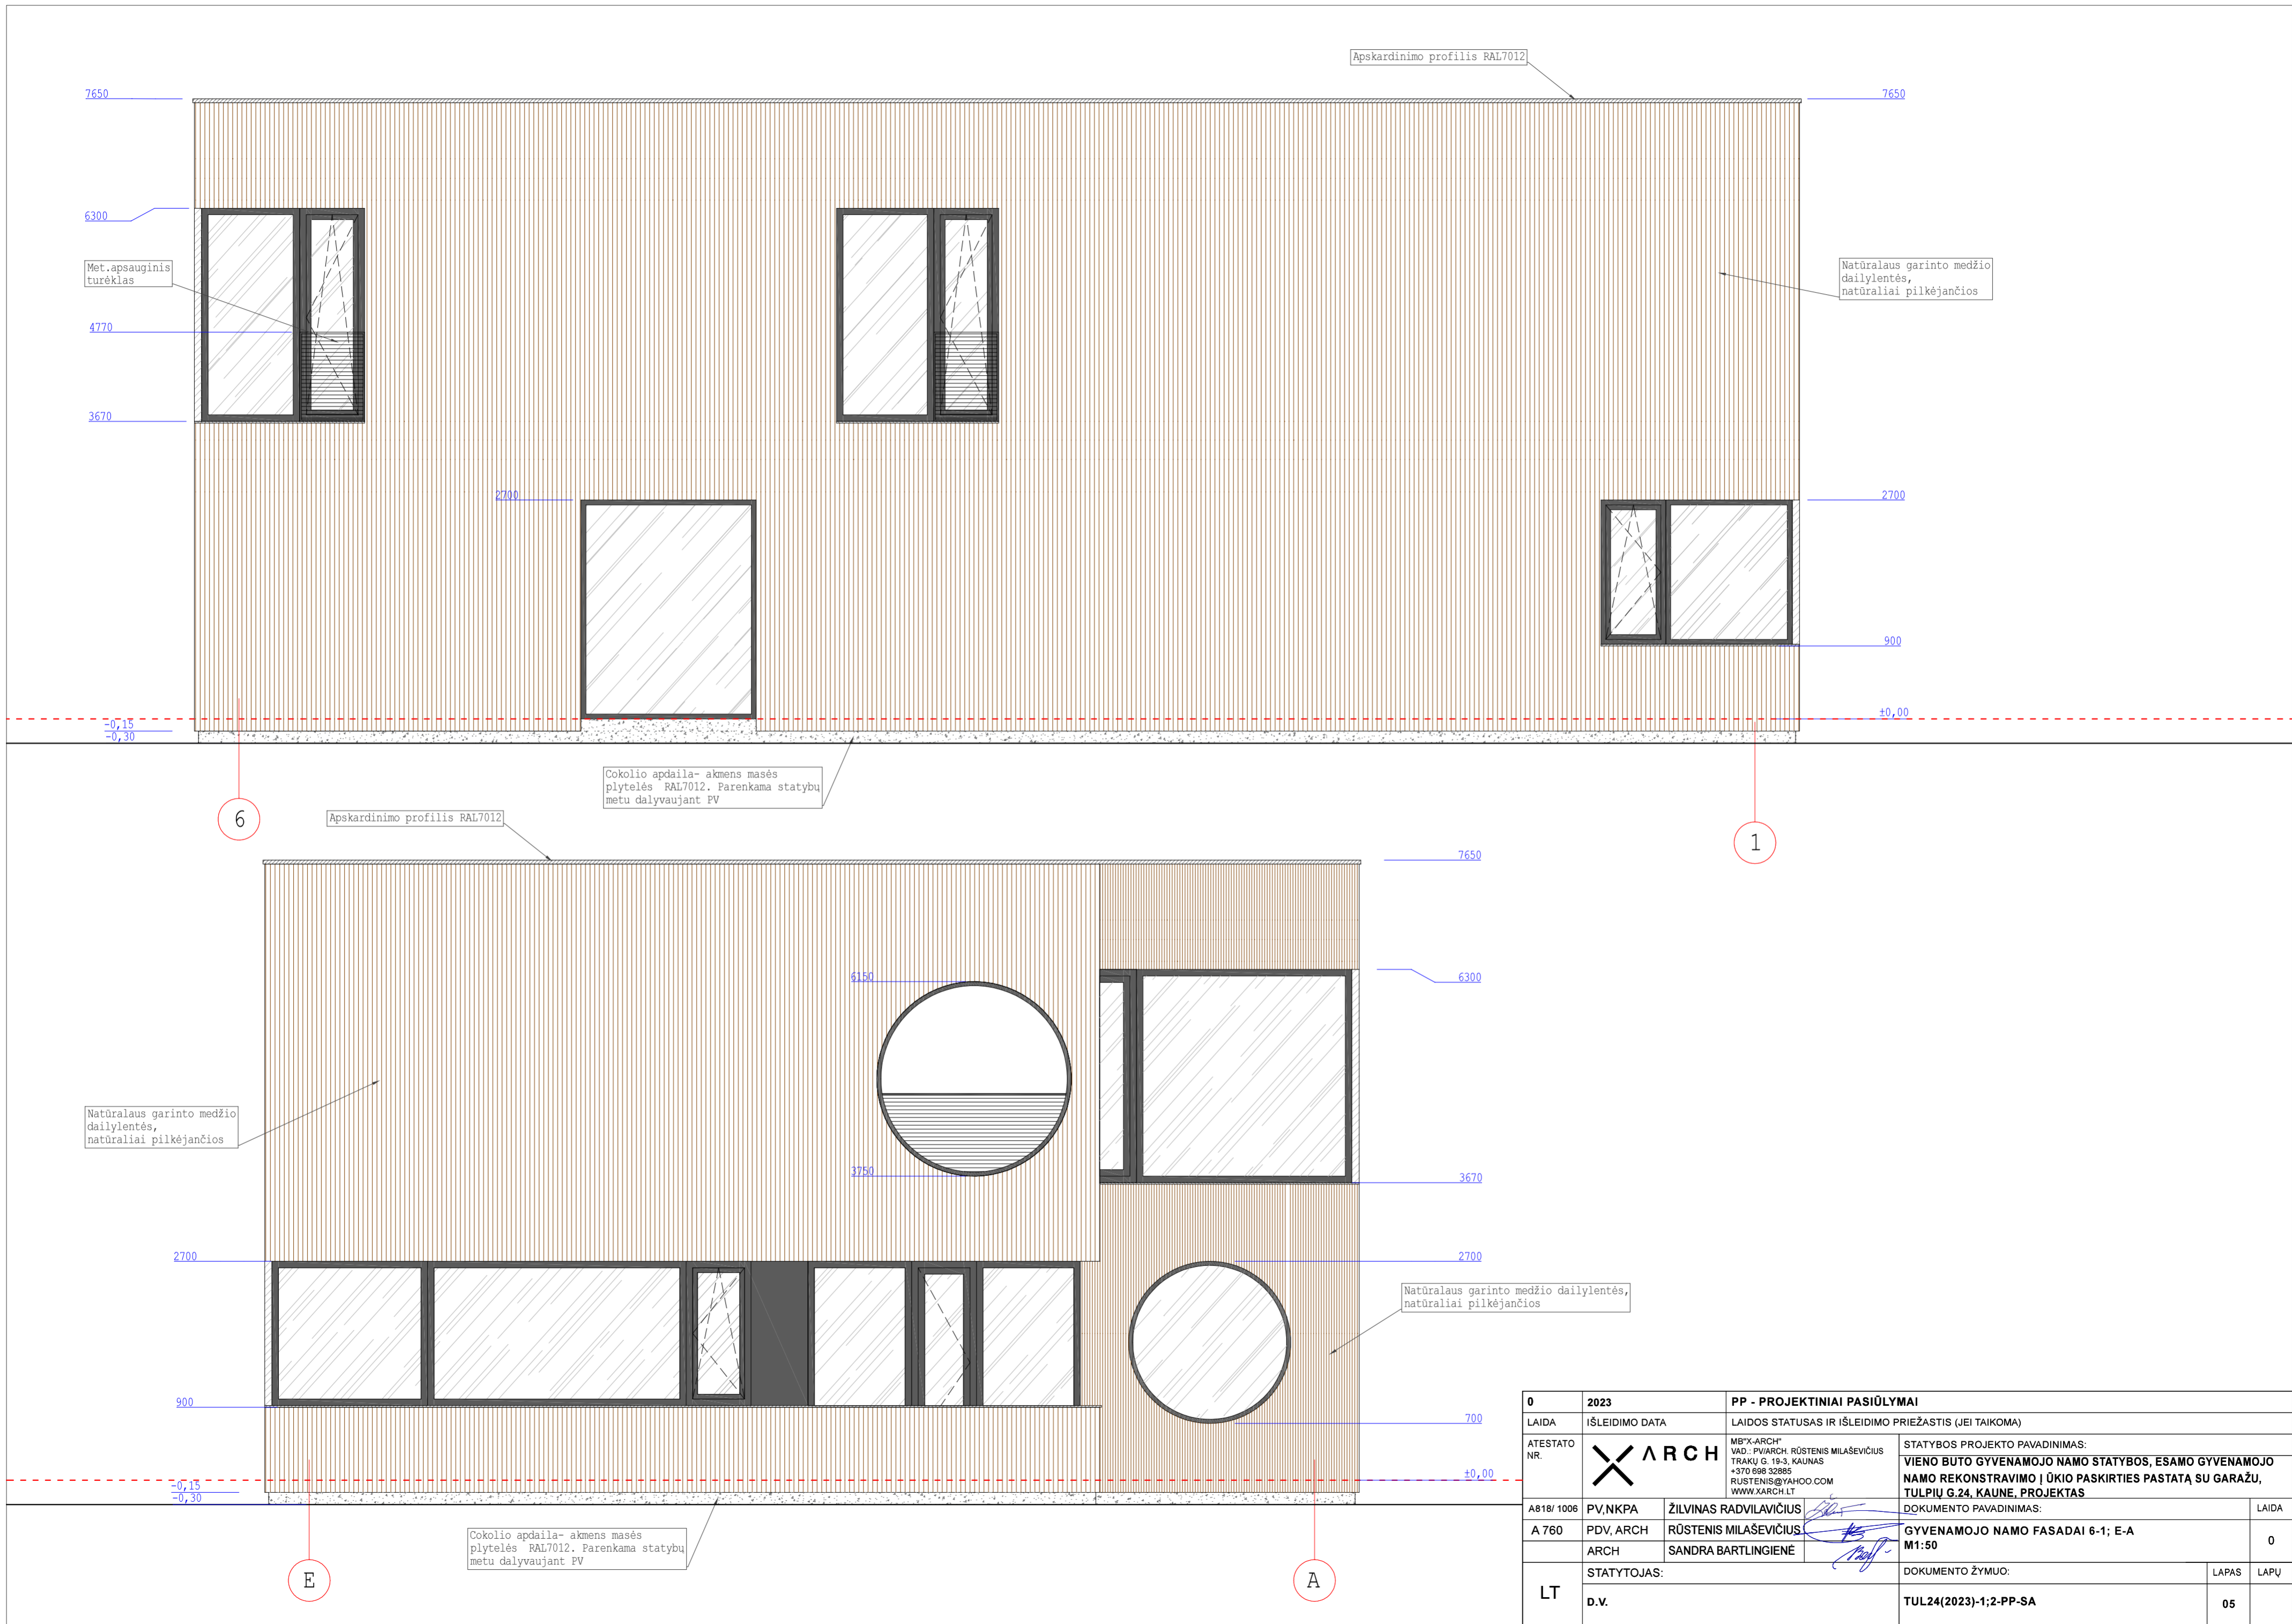 Apskardinimo profilis RAL7012
7650
7650
6300
Met.apsauginis
turėklas
Natūralaus garinto medžio
dailylentės,
natūraliai pilkėjančios
4770
3670
2700
2700
900
±0,00
-0,15
-0,30
Cokolio apdaila- akmens masės
plytelės RAL7012. Parenkama statybų
metu dalyvaujant PV
6
1
Apskardinimo profilis RAL7012
7650
6150
6300
Natūralaus garinto medžio
dailylentės,
natūraliai pilkėjančios
3750
3670
2700
2700
Natūralaus garinto medžio dailylentės,
natūraliai pilkėjančios
900
700
±0,00
-0,15
-0,30
Cokolio apdaila- akmens masės
plytelės RAL7012. Parenkama statybų
metu dalyvaujant PV
E
A
0 2023 PP - PROJEKTINIAI PASIŪLYMAI
LAIDA IŠLEIDIMO DATA LAIDOS STATUSAS IR IŠLEIDIMO PRIEŽASTIS (JEI TAIKOMA)
ATESTATO
NR.
ARCH
MB"X-ARCH"
VAD.: PV/ARCH. RŪSTENIS MILAŠEVIČIUS
TRAKŲ G. 19-3, KAUNAS
+370 698 32885
RUSTENIS@YAHOO.COM
WWW.XARCH.LT
STATYBOS PROJEKTO PAVADINIMAS:
VIENO BUTO GYVENAMOJO NAMO STATYBOS, ESAMO GYVENAMOJO
NAMO REKONSTRAVIMO Į ŪKIO PASKIRTIES PASTATĄ SU GARAŽU,
TULPIŲ G.24, KAUNE, PROJEKTAS
A818/ 1006 PV,NKPA ŽILVINAS RADVILAVIČIUS
A 760 PDV, ARCH RŪSTENIS MILAŠEVIČIUS
ARCH SANDRA BARTLINGIENĖ
DOKUMENTO PAVADINIMAS: LAIDA
GYVENAMOJO NAMO FASADAI 6-1; E-A
M1:50
0
LT
STATYTOJAS:
D.V.
DOKUMENTO ŽYMUO: LAPAS LAPŲ
TUL24(2023)-1;2-PP-SA 05